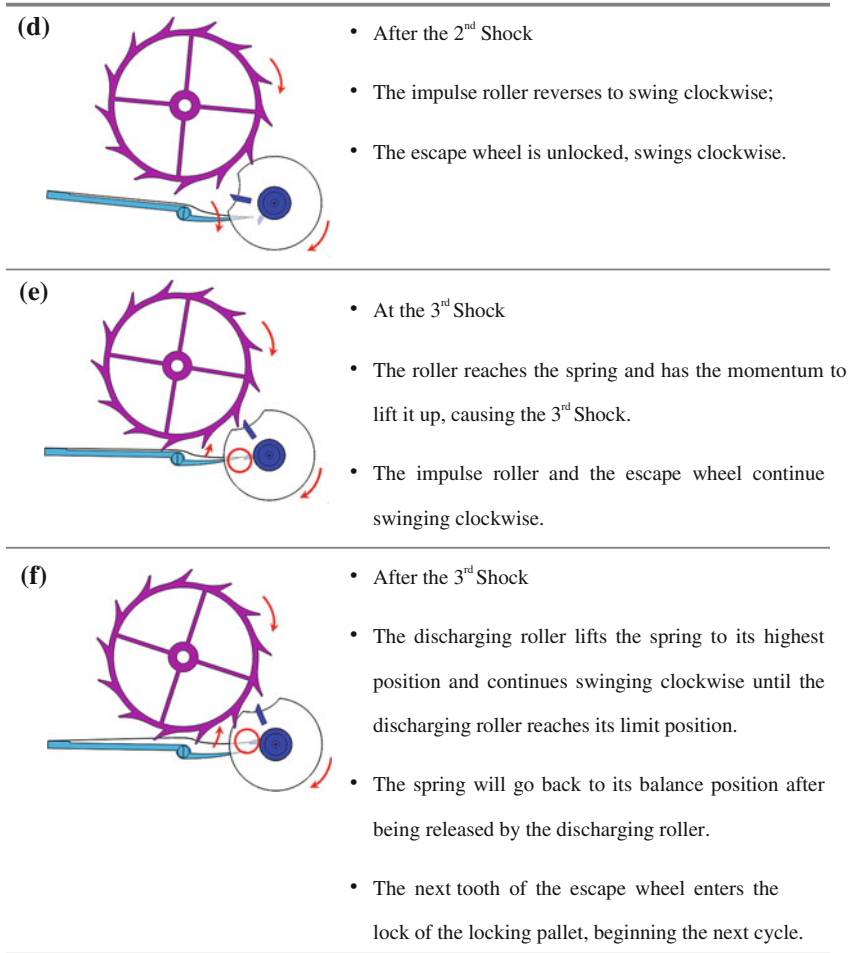 (d)
• After the 2nd Shock
• The impulse roller reverses to swing clockwise;
• The escape wheel is unlocked, swings clockwise.
(e)
• At the 3rd Shock
• The roller reaches the spring and has the momentum to
lift it up, causing the 3rd Shock.
• The impulse roller and the escape wheel continue
swinging clockwise.
(f)
• After the 3rd Shock
• The discharging roller lifts the spring to its highest
position and continues swinging clockwise until the
discharging roller reaches its limit position.
• The spring will go back to its balance position after
being released by the discharging roller.
• The next tooth of the escape wheel enters the
lock of the locking pallet, beginning the next cycle.